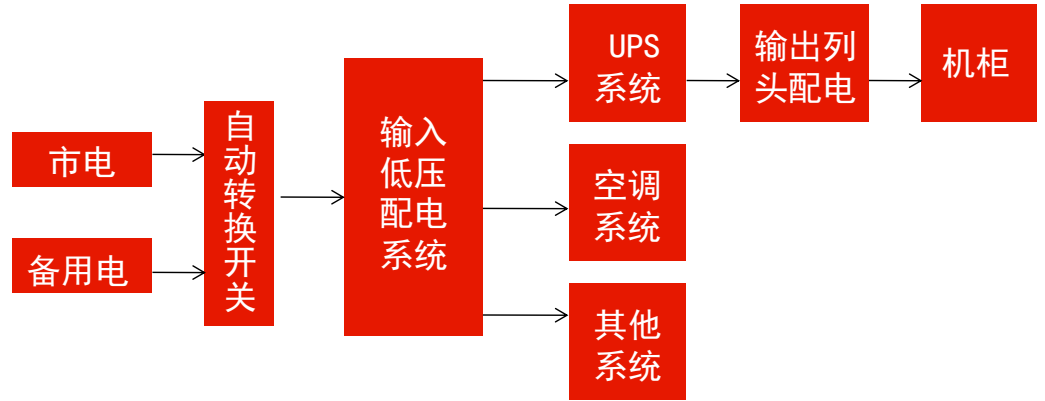 市电
备用电
自动转换开关
输入
低压
配电
系统
UPS
系统
输出列
头配电
机柜
空调
系统
其他
系统